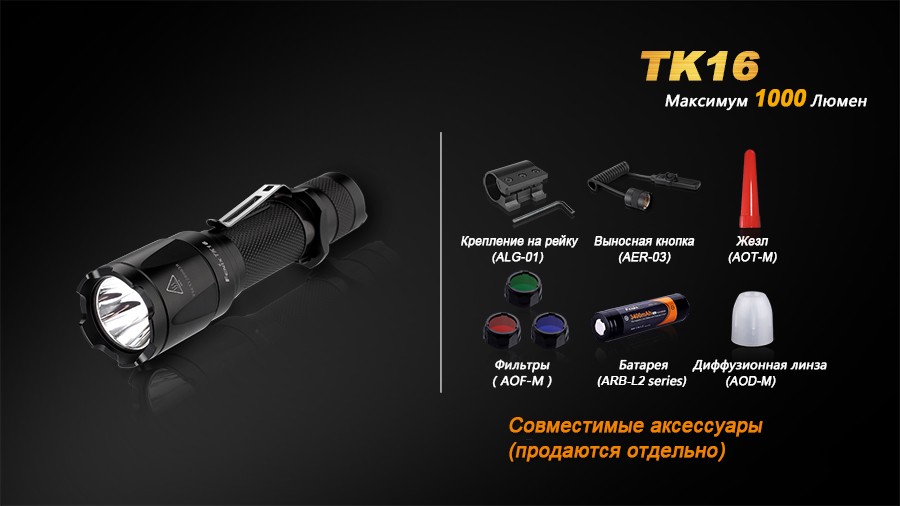 TK16
Максимум 1000 Люмен
Крепление на рейку
(ALG-01)
Выносная кнопка
(AER-03)
Жезл
(AOT-M)
Фильтры
( AOF-M )
Батарея
(ARB-L2 series)
Диффузионная линза
(AOD-M)
3400mAh
Совместимые аксессуары
(продаются отдельно)